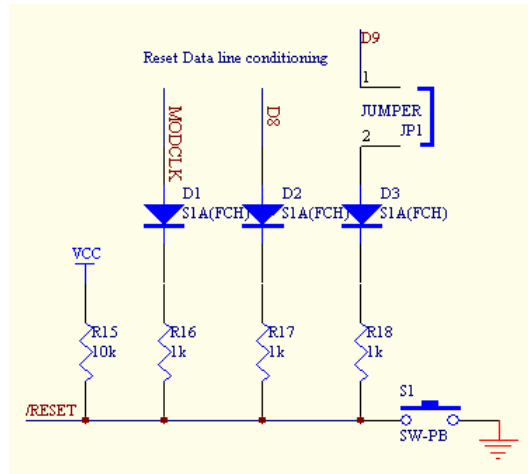 D9
Reset Data line conditioning
1
JUMPER
JP1
2
MODCLK
D8
D1
S1A(FCH)
D2
S1A(FCH)
D3
S1A(FCH)
VCC
R15
10k
R16
1k
R17
1k
R18
1k
/RESET
S1
SW-PB